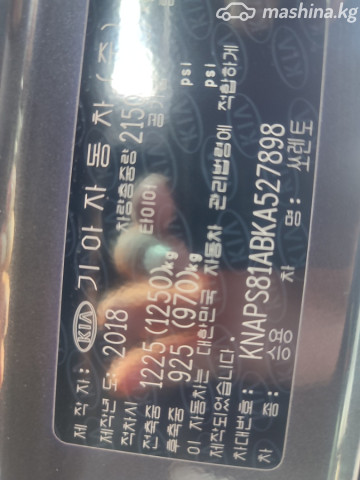 mashina.kg
제 작 자 : KIA 기 아 자 동 차 ( 주 )
제작년도 2018
적차시 차량총중량 2150
전축중 1225 (1250)kg 타이어 psi
후축중 925 (970)kg psi
이 자동차는 대한민국 자동차 관리법령에 적합하게
제작되었습니다.
차대번호: KNAPS81ABKA527898
차 종 승용 차 명 : 쏘렌토